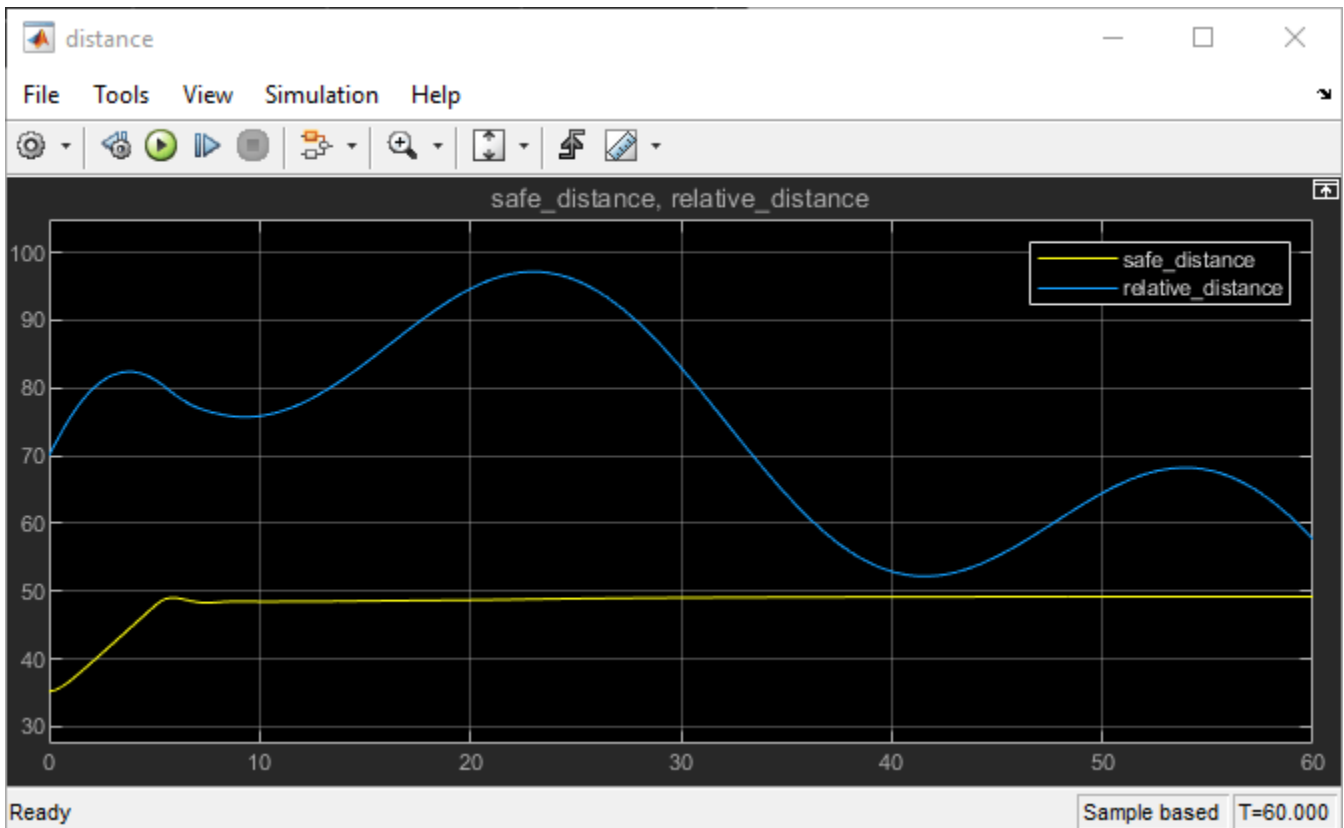 distance
File Tools View Simulation Help
safe_distance, relative_distance
safe_distance
relative_distance
100
90
80
70
60
50
40
30
0 10 20 30 40 50 60
Ready Sample based T=60.000